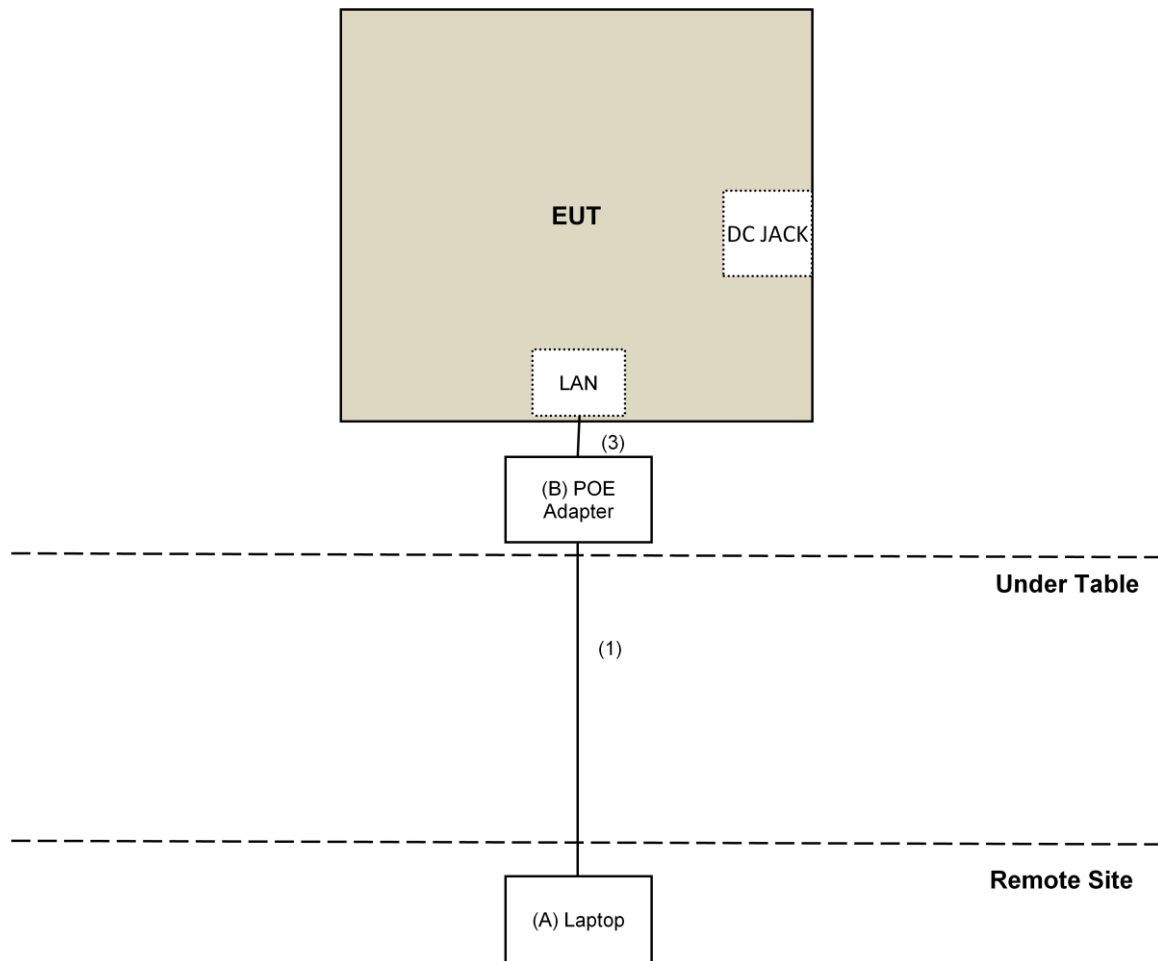 EUT
DC JACK
LAN
(3)
(B) POE
Adapter
Under Table
(1)
Remote Site
(A) Laptop